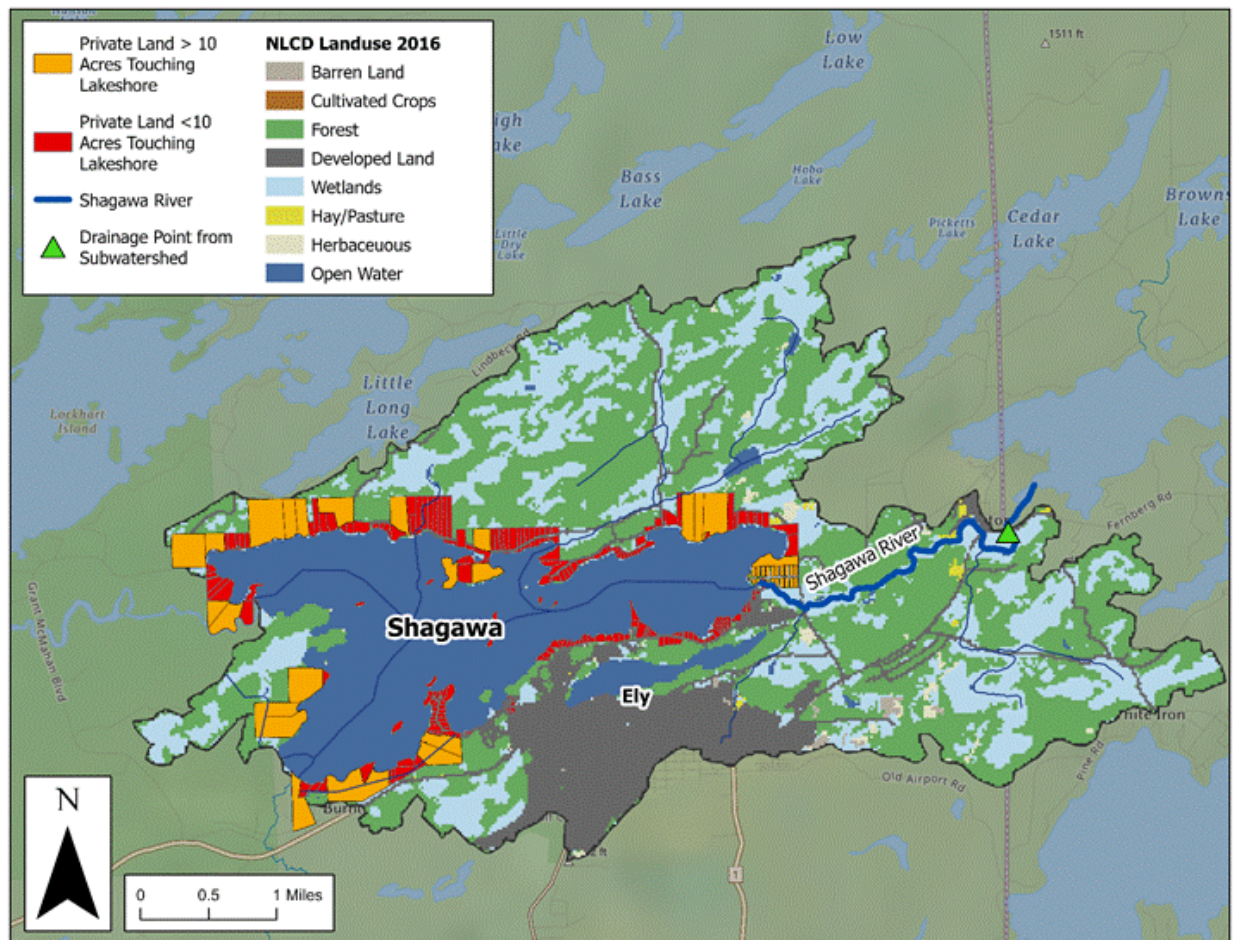 Private Land > 10
Acres Touching
Lakeshore
Private Land <10
Acres Touching
Lakeshore
Shagawa River
Drainage Point from
Subwatershed
NLCD Landuse 2016
Barren Land
Cultivated Crops
Forest
Developed Land
Wetlands
Hay/Pasture
Herbaceuous
Open Water
Low
Lake
1511 ft
Bass
Lake
Hobo
Lake
Little
Dry
Lake
Picketts
Lake
Cedar
Lake
Browns
Lake
Lindbeck Rd
Little
Long
Lake
Lockhart
Island
Fernberg Rd
Shagawa River
Grant McMahan Blvd
Shagawa
Ely
Pine Rd
Old Airport Rd
1
N
0 0.5 1 Miles